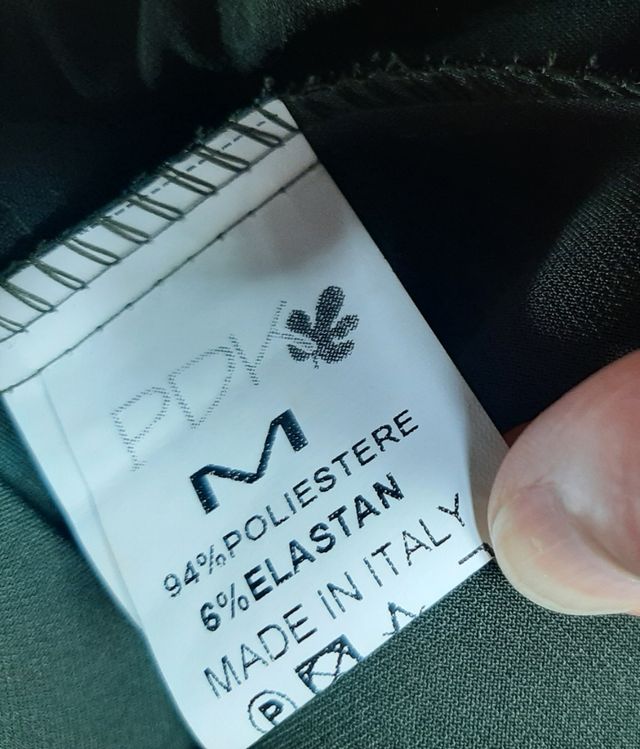 PDK
M
94%POLIESTERE
6%ELASTAN
MADE IN ITALY
P